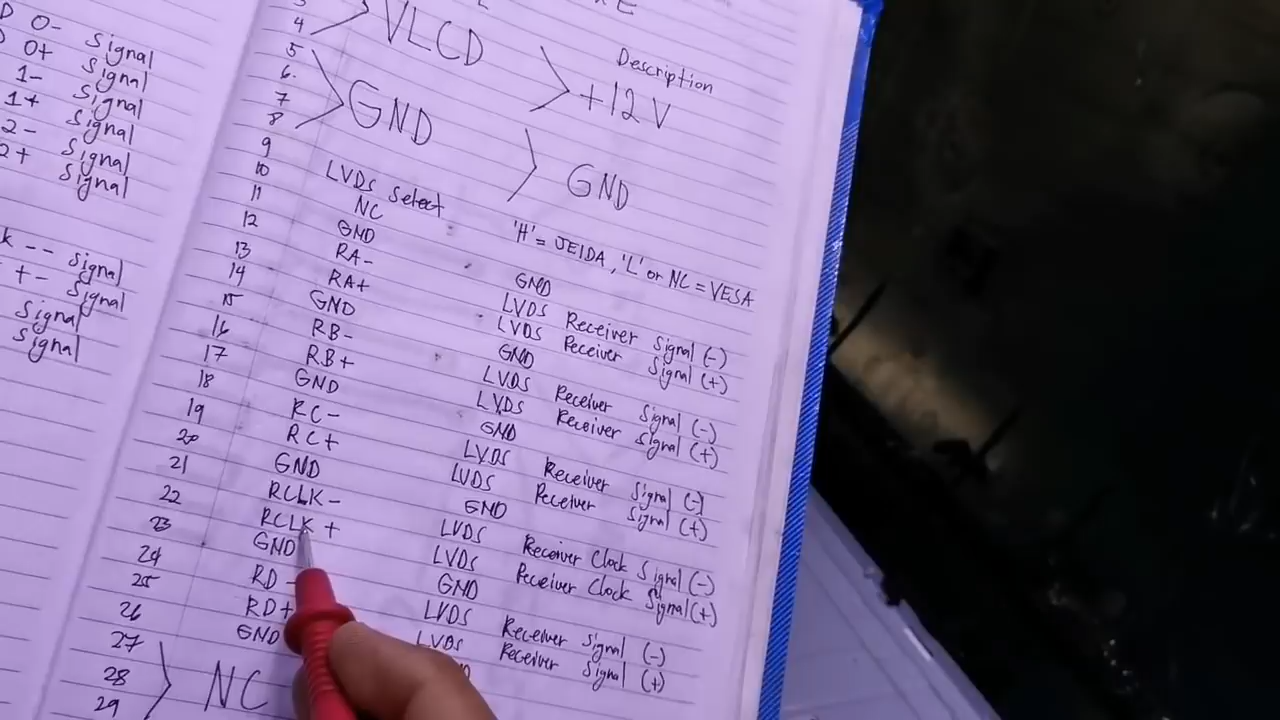 0- Signal
0+ Signal
1- Signal
1+ Signal
2- Signal
2+ Signal
k -- Signal
+- Signal
Signal
Signal
4 VLCD Description
5 +12V
6.
7 GND
8
9 GND
10 LVDS Select 'H' = JEIDA, 'L' or NC = VESA
11 NC
12 GND GND
13 RA- LVDS Receiver Signal (-)
14 RA+ LVDS Receiver Signal (+)
15 GND GND
16 RB- LVDS Receiver Signal (-)
17 RB+ LVDS Receiver Signal (+)
18 GND GND
19 RC- LVDS Receiver Signal (-)
20 RC+ LVDS Receiver Signal (+)
21 GND GND
22 RCLK- LVDS Receiver Clock Signal (-)
23 RCLK+ LVDS Receiver Clock Signal (+)
24 GND GND
25 RD- LVDS Receiver Signal (-)
26 RD+ LVDS Receiver Signal (+)
27 GND
28 NC
29